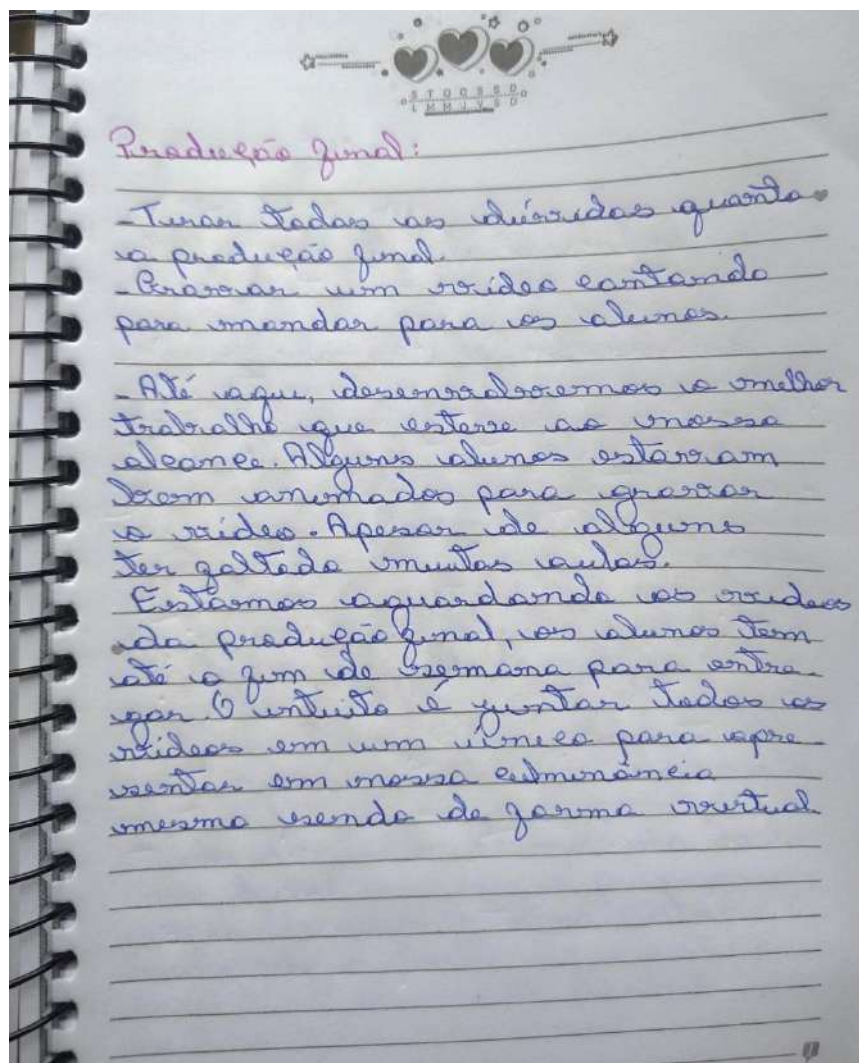 S T Q Q S S D
L M M J V S D
Produção final:
-Tirar todas as dúvidas quanto
a produção final.
-Gravar um vídeo cantando
para mandar para os alunos.
-Até aqui, desenvolvemos o melhor
trabalho que esteve ao nosso
alcance. Alguns alunos estavam
bem animados para gravar
o vídeo. Apesar de alguns
ter faltado muitas aulas.
Estamos aguardando os vídeos
da produção final, os alunos tem
até o fim de semana para entre-
gar. O intuito é juntar todos os
vídeos em um único para apre-
sentar em nossa culminância
mesmo sendo de forma virtual